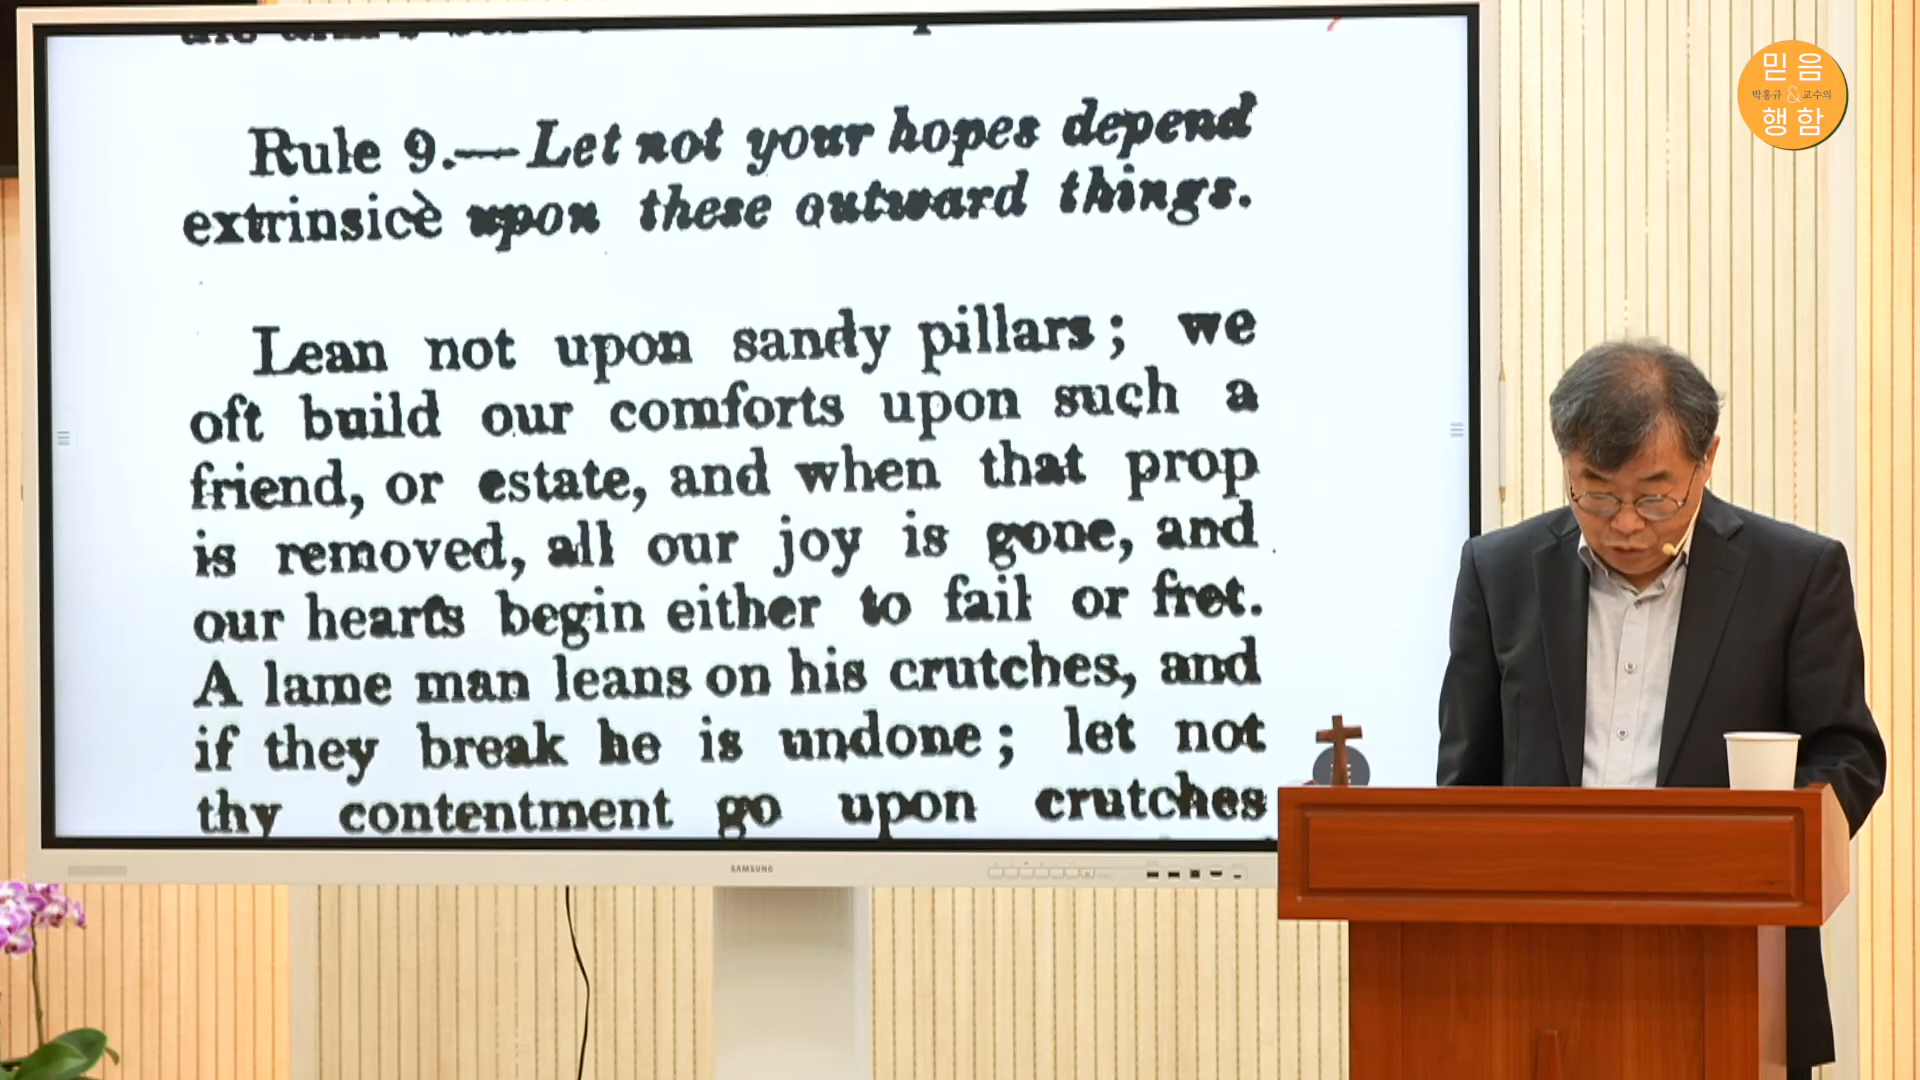 Rule 9.—Let not your hopes depend
extrinsicè upon these outward things.
Lean not upon sandy pillars; we
oft build our comforts upon such a
friend, or estate, and when that prop
is removed, all our joy is gone, and
our hearts begin either to fail or fret.
A lame man leans on his crutches, and
if they break he is undone; let not
thy contentment go upon crutches
SAMSUNG
믿음
박홍규 & 교수의
행함